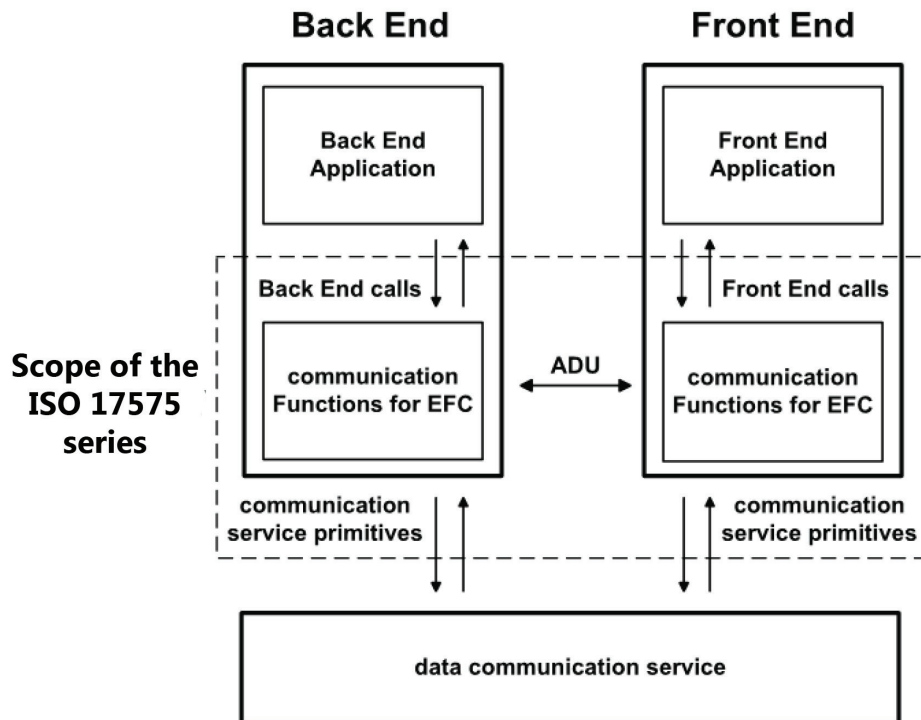 Back End
Front End
Back End
Application
Front End
Application
Back End calls
Front End calls
Scope of the
ISO 17575
series
communication
Functions for EFC
ADU
communication
Functions for EFC
communication
service primitives
communication
service primitives
data communication service